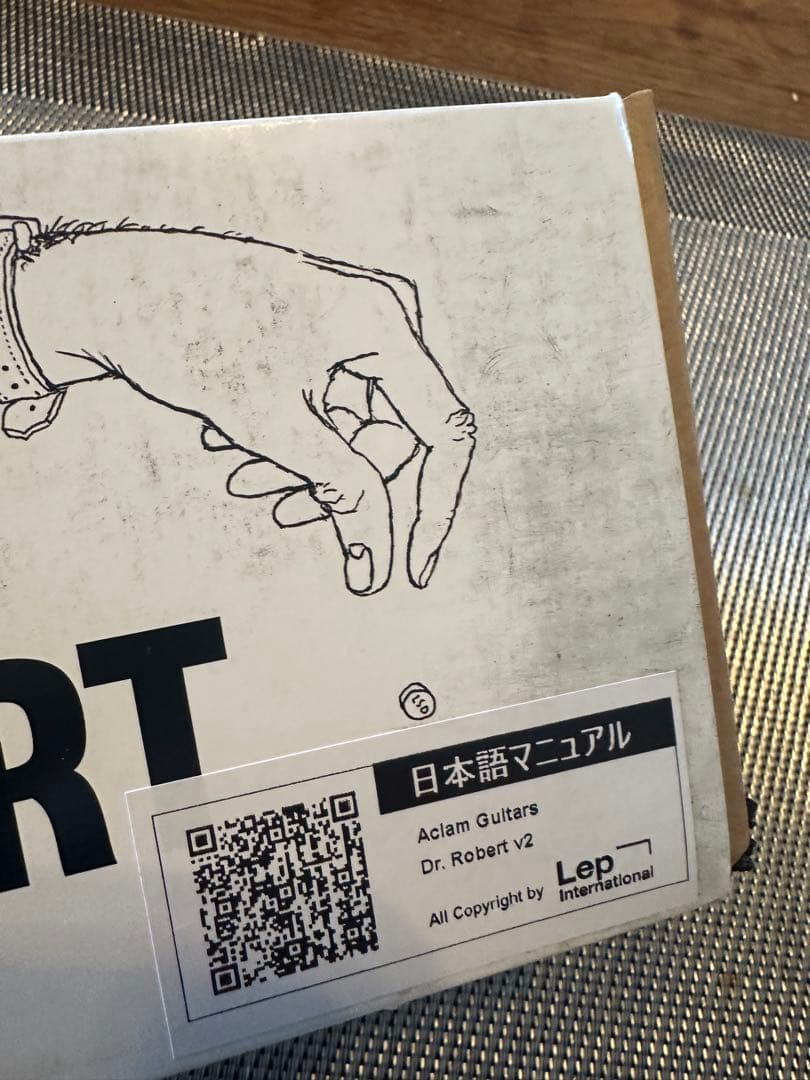 RT
LSD
日本語マニュアル
Aclam Guitars
Dr. Robert v2
All Copyright by Lep International